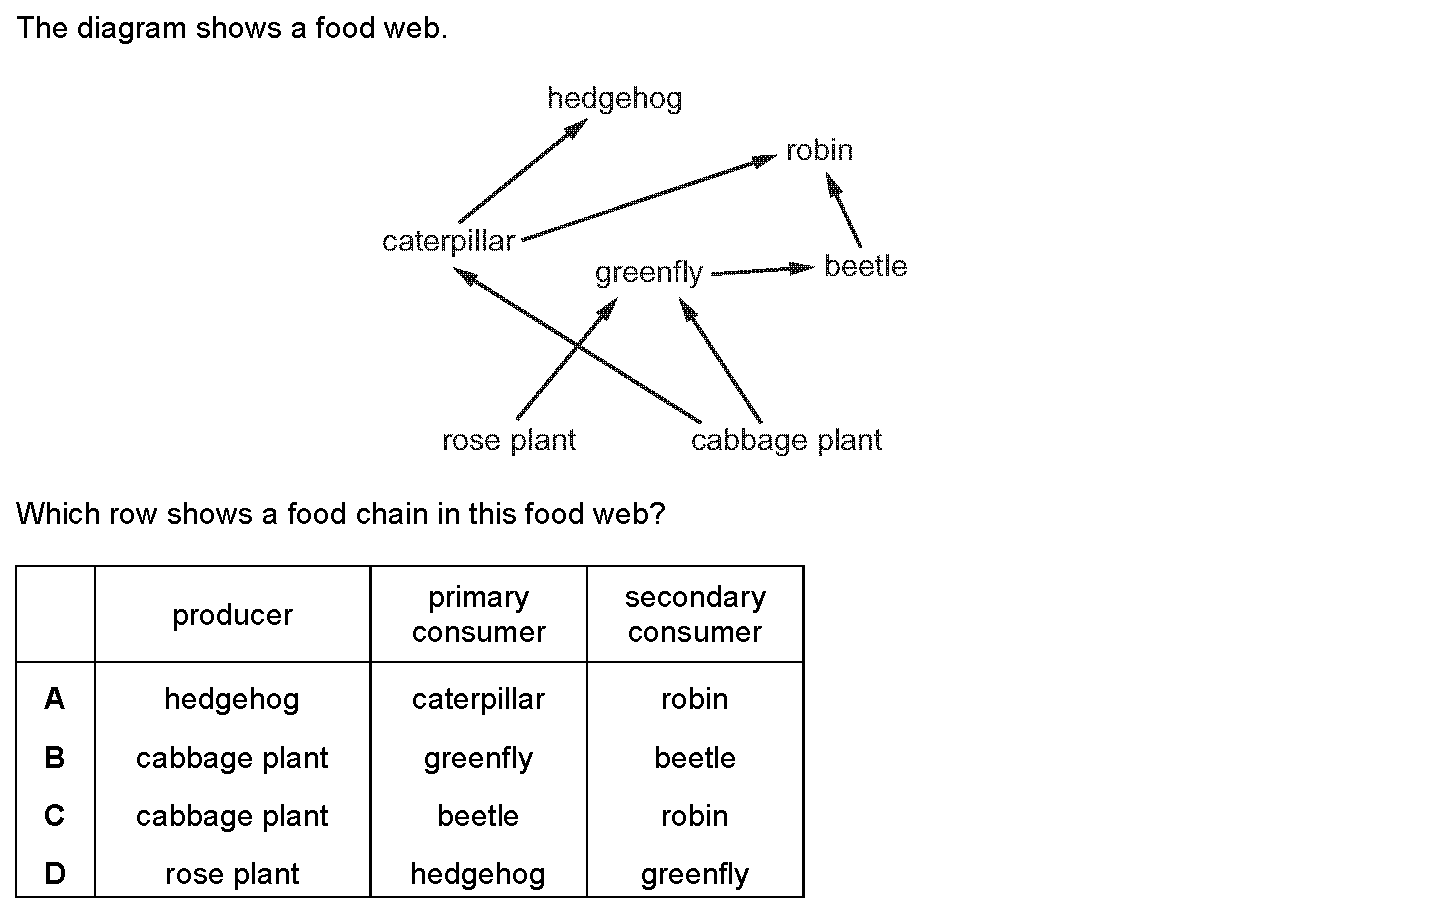 The diagram shows a food web.
hedgehog
robin
caterpillar
greenfly
beetle
rose plant
cabbage plant
Which row shows a food chain in this food web?
producer
primary
consumer
secondary
consumer
A hedgehog caterpillar robin
B cabbage plant greenfly beetle
C cabbage plant beetle robin
D rose plant hedgehog greenfly